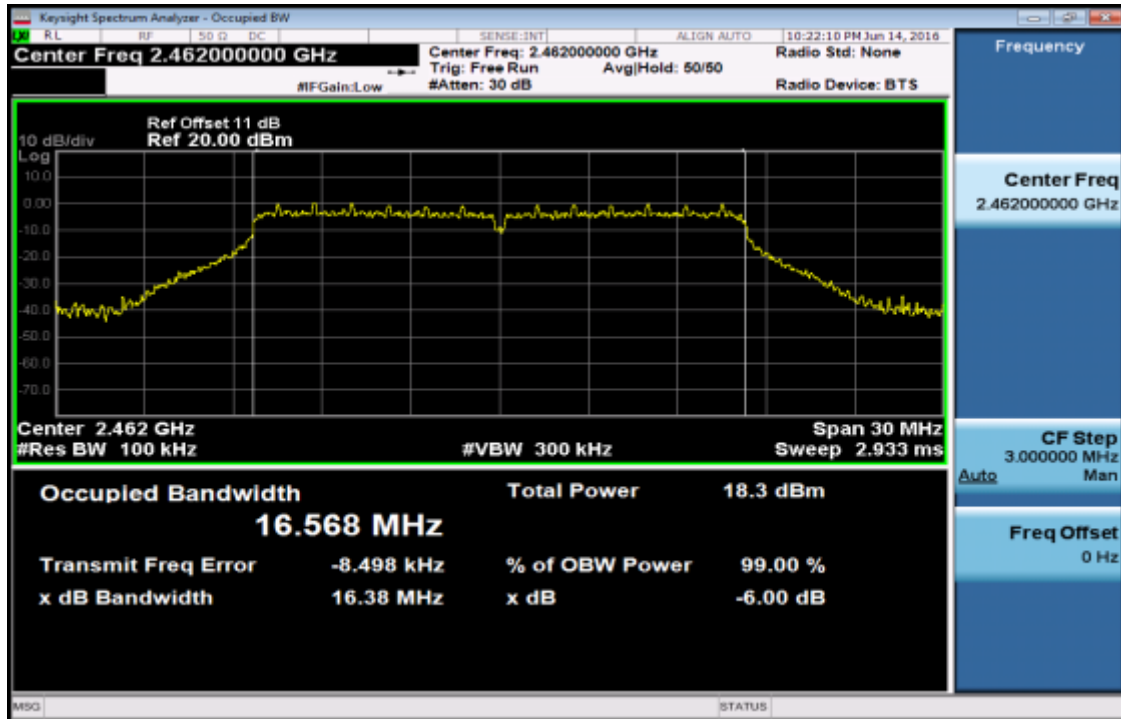 Keysight Spectrum Analyzer - Occupied BW
LXI RL RF 50 Ω DC SENSE:INT ALIGN AUTO 10:22:10 PM Jun 14, 2016
Center Freq 2.462000000 GHz
Center Freq: 2.462000000 GHz Radio Std: None
Trig: Free Run Avg|Hold: 50/50
#IFGain:Low #Atten: 30 dB Radio Device: BTS
Ref Offset 11 dB
10 dB/div Ref 20.00 dBm
Log
10.0
0.00
-10.0
-20.0
-30.0
-40.0
-50.0
-60.0
-70.0
Center 2.462 GHz Span 30 MHz
#Res BW 100 kHz #VBW 300 kHz Sweep 2.933 ms
Occupied Bandwidth Total Power 18.3 dBm
16.568 MHz
Transmit Freq Error -8.498 kHz % of OBW Power 99.00 %
x dB Bandwidth 16.38 MHz x dB -6.00 dB
Frequency
Center Freq
2.462000000 GHz
CF Step
3.000000 MHz
Auto Man
Freq Offset
0 Hz
MSG STATUS